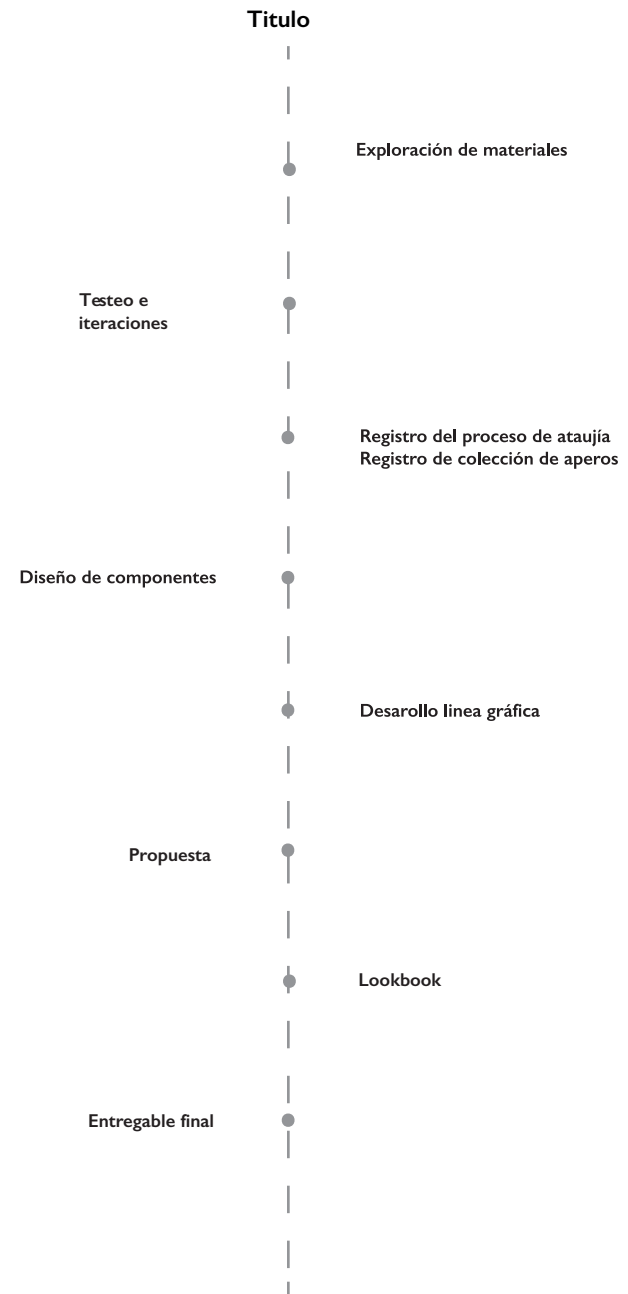 Titulo
Exploración de materiales
Testeo e
iteraciones
Registro del proceso de ataujía
Registro de colección de aperos
Diseño de componentes
Desarollo linea gráfica
Propuesta
Lookbook
Entregable final